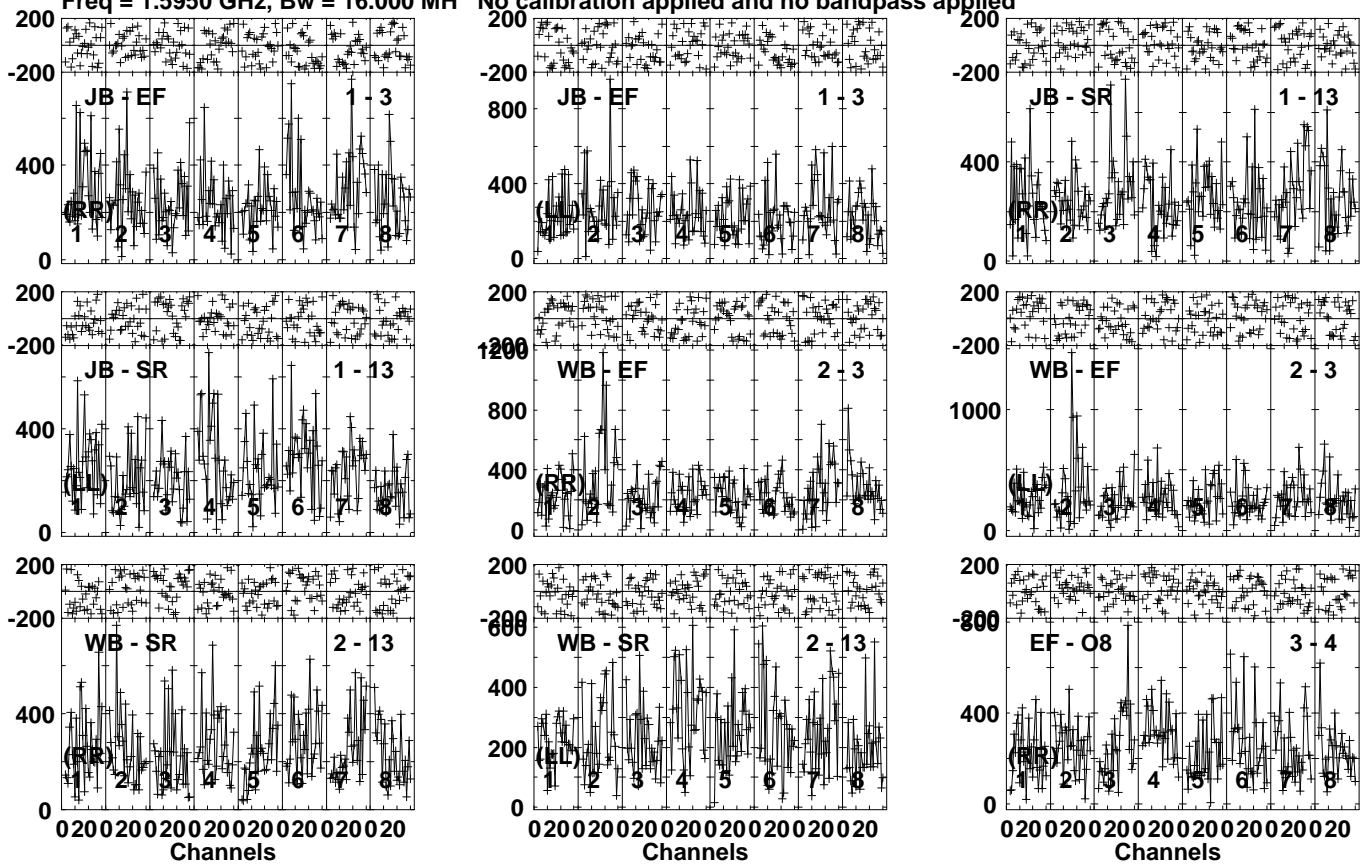 Freq = 1.5950 GHz, Bw = 16.000 MH No calibration applied and no bandpass applied
200 200 200
-200 -200 -200
JB - EF 1 - 3 JB - EF 1 - 3 JB - SR 1 - 13
800
400 400 400
(RR) (LL) (RR)
1 2 3 4 5 6 7 8 1 2 3 4 5 6 7 8 1 2 3 4 5 6 7 8
0 0 0
200 200 200
-200 -200 -200
1200
JB - SR 1 - 13 WB - EF 2 - 3 WB - EF 2 - 3
800 1000
400 400
(LL) (RR) (LL)
1 2 3 4 5 6 7 8 1 2 3 4 5 6 7 8 1 2 3 4 5 6 7 8
0 0 0
200 200 200
-200 -200 -200
600 800
WB - SR 2 - 13 WB - SR 2 - 13 EF - O8 3 - 4
400 400 400
200
(RR) (LL) (RR)
1 2 3 4 5 6 7 8 1 2 3 4 5 6 7 8 1 2 3 4 5 6 7 8
0 0 0
0 20 0 20 0 20 0 20 0 20 0 20 0 20 0 20 0 20 0 20 0 20 0 20 0 20 0 20 0 20 0 20 0 20 0 20 0 20 0 20 0 20 0 20 0 20 0 20
Channels Channels Channels